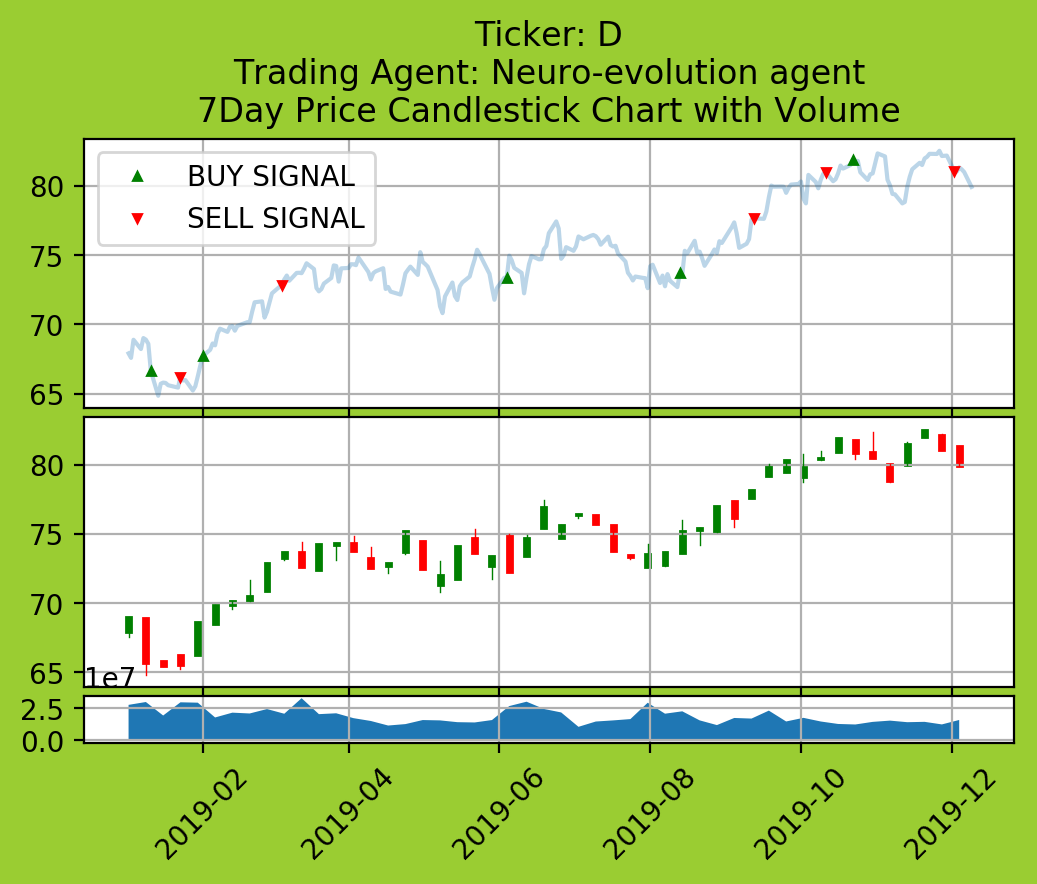 Ticker: D
Trading Agent: Neuro-evolution agent
7Day Price Candlestick Chart with Volume
BUY SIGNAL
SELL SIGNAL
80
75
70
65
80
75
70
65
1e7
2.5
0.0
2019-02
2019-04
2019-06
2019-08
2019-10
2019-12